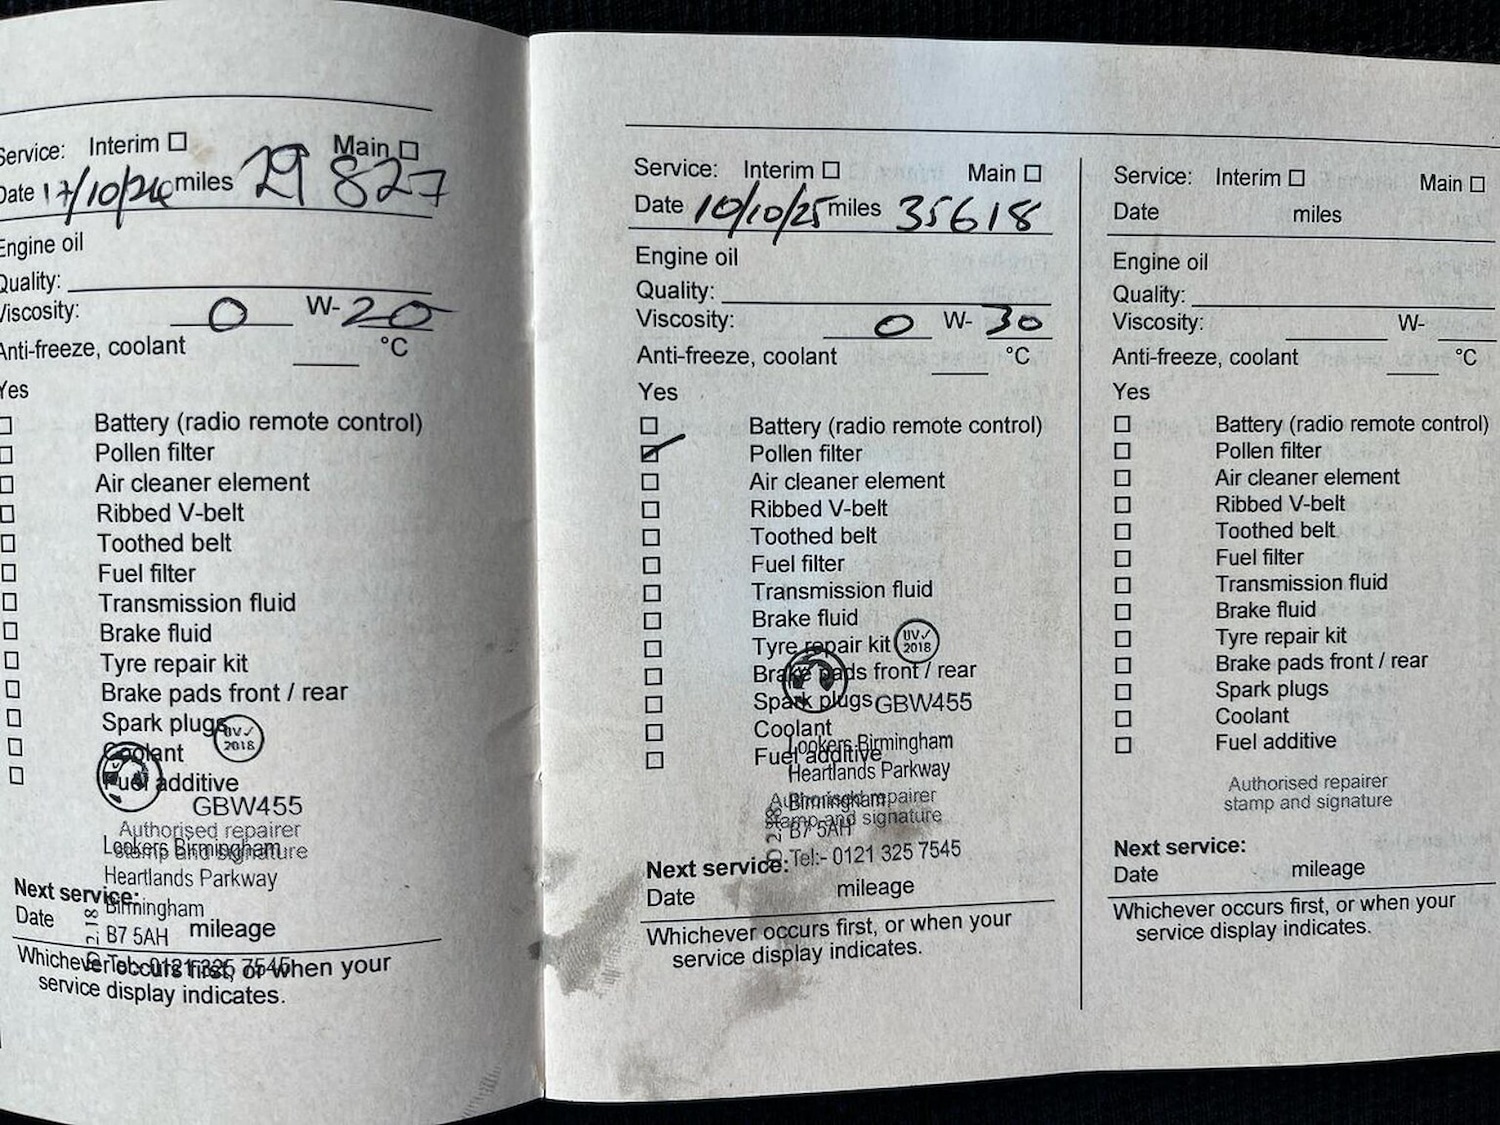 Service: Interim Main
Date 17/10/24 miles 29 827
Engine oil
Quality:
Viscosity: 0 W- 20
Anti-freeze, coolant °C
Yes
Battery (radio remote control)
Pollen filter
Air cleaner element
Ribbed V-belt
Toothed belt
Fuel filter
Transmission fluid
Brake fluid
Tyre repair kit
Brake pads front / rear
Spark plugs
UV✓
2018
Coolant
Fuel additive
GBW455
Authorised repairer
stamp and signature
Lookers Birmingham
Heartlands Parkway
Birmingham
B7 5AH
Tel:- 0121 325 7545
Next service:
Date mileage
Whichever occurs first, or when your
service display indicates.
Service: Interim Main
Date 10/10/25 miles 35618
Engine oil
Quality:
Viscosity: 0 W- 30
Anti-freeze, coolant °C
Yes
Battery (radio remote control)
Pollen filter
Air cleaner element
Ribbed V-belt
Toothed belt
Fuel filter
Transmission fluid
Brake fluid
Tyre repair kit
UV✓
2018
Brake pads front / rear
Spark plugs
GBW455
Coolant
Fuel additive
Lookers Birmingham
Heartlands Parkway
Birmingham
B7 5AH
Tel:- 0121 325 7545
Authorised repairer
stamp and signature
Next service:
Date mileage
Whichever occurs first, or when your
service display indicates.
Service: Interim Main
Date miles
Engine oil
Quality:
Viscosity: W-
Anti-freeze, coolant °C
Yes
Battery (radio remote control)
Pollen filter
Air cleaner element
Ribbed V-belt
Toothed belt
Fuel filter
Transmission fluid
Brake fluid
Tyre repair kit
Brake pads front / rear
Spark plugs
Coolant
Fuel additive
Authorised repairer
stamp and signature
Next service:
Date mileage
Whichever occurs first, or when your
service display indicates.